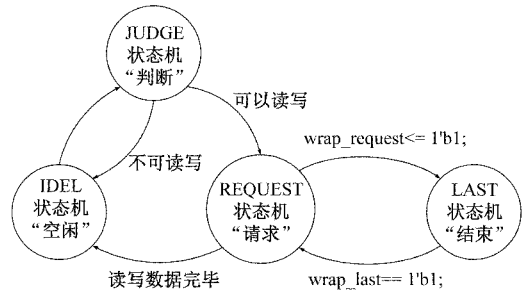 JUDGE
状态机
“判断”
可以读写
wrap_request<= 1'b1;
不可读写
IDEL
状态机
“空闲”
REQUEST
状态机
“请求”
LAST
状态机
“结束”
读写数据完毕
wrap_last== 1'b1;